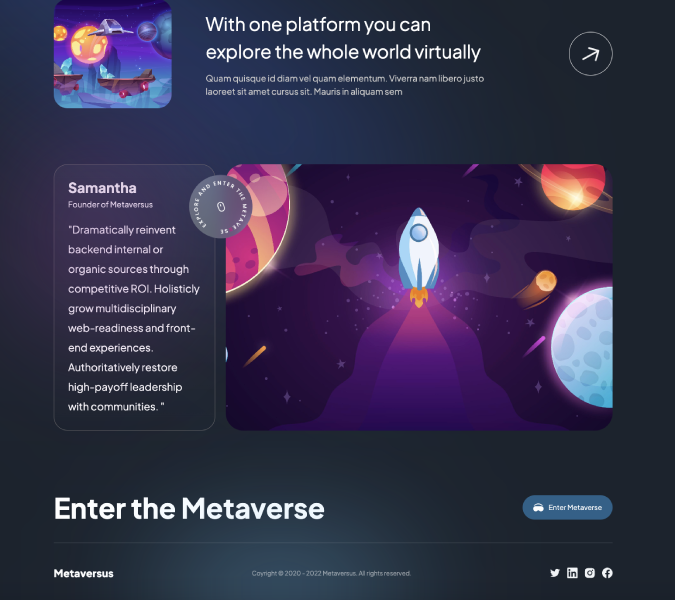 With one platform you can
explore the whole world virtually
Quam quisque id diam vel quam elementum. Viverra nam libero justo
laoreet sit amet cursus sit. Mauris in aliquam sem
Samantha
Founder of Metaversus
"Dramatically reinvent
backend internal or
organic sources through
competitive ROI. Holisticly
grow multidisciplinary
web-readiness and front-
end experiences.
Authoritatively restore
high-payoff leadership
with communities. "
EXPLORE AND ENTER THE METAVERSE
Enter the Metaverse
Enter Metaverse
Metaversus
Copyright © 2020 - 2022 Metaversus. All rights reserved.